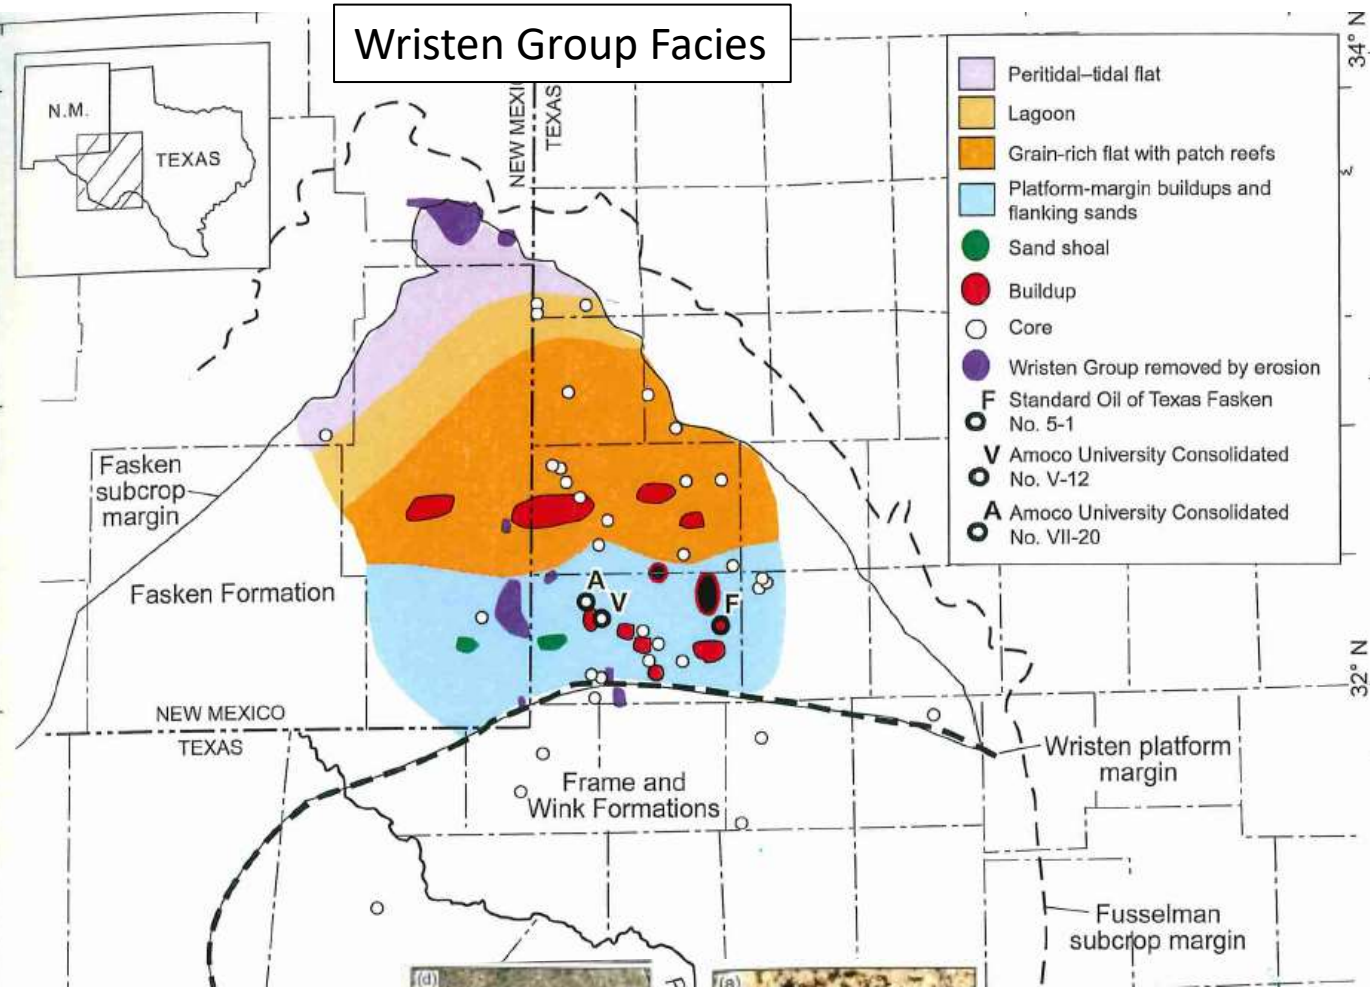 Wristen Group Facies
N.M.
TEXAS
NEW MEXIC
TEXAS
34° N
32° N
Peritidal–tidal flat
Lagoon
Grain-rich flat with patch reefs
Platform-margin buildups and
flanking sands
Sand shoal
Buildup
Core
Wristen Group removed by erosion
F Standard Oil of Texas Fasken
No. 5-1
V Amoco University Consolidated
No. V-12
A Amoco University Consolidated
No. VII-20
Fasken
subcrop
margin
Fasken Formation
A
V
F
NEW MEXICO
TEXAS
Frame and
Wink Formations
Wristen platform
margin
Fusselman
subcrop margin
(d)
(a)